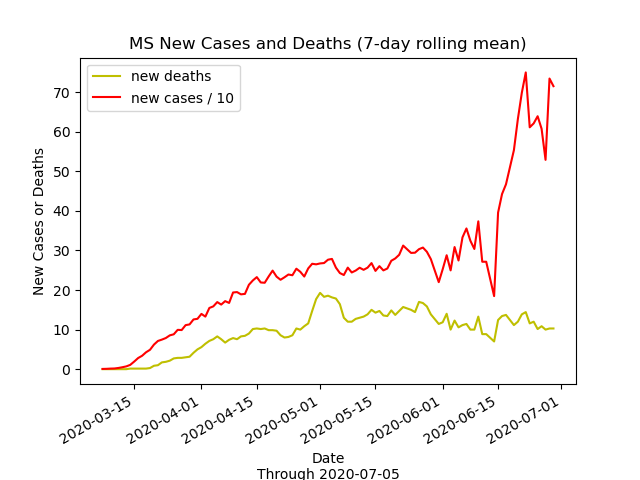 MS New Cases and Deaths (7-day rolling mean)
new deaths
new cases / 10
New Cases or Deaths
70
60
50
40
30
20
10
0
2020-03-15
2020-04-01
2020-04-15
2020-05-01
2020-05-15
2020-06-01
2020-06-15
2020-07-01
Date
Through 2020-07-05